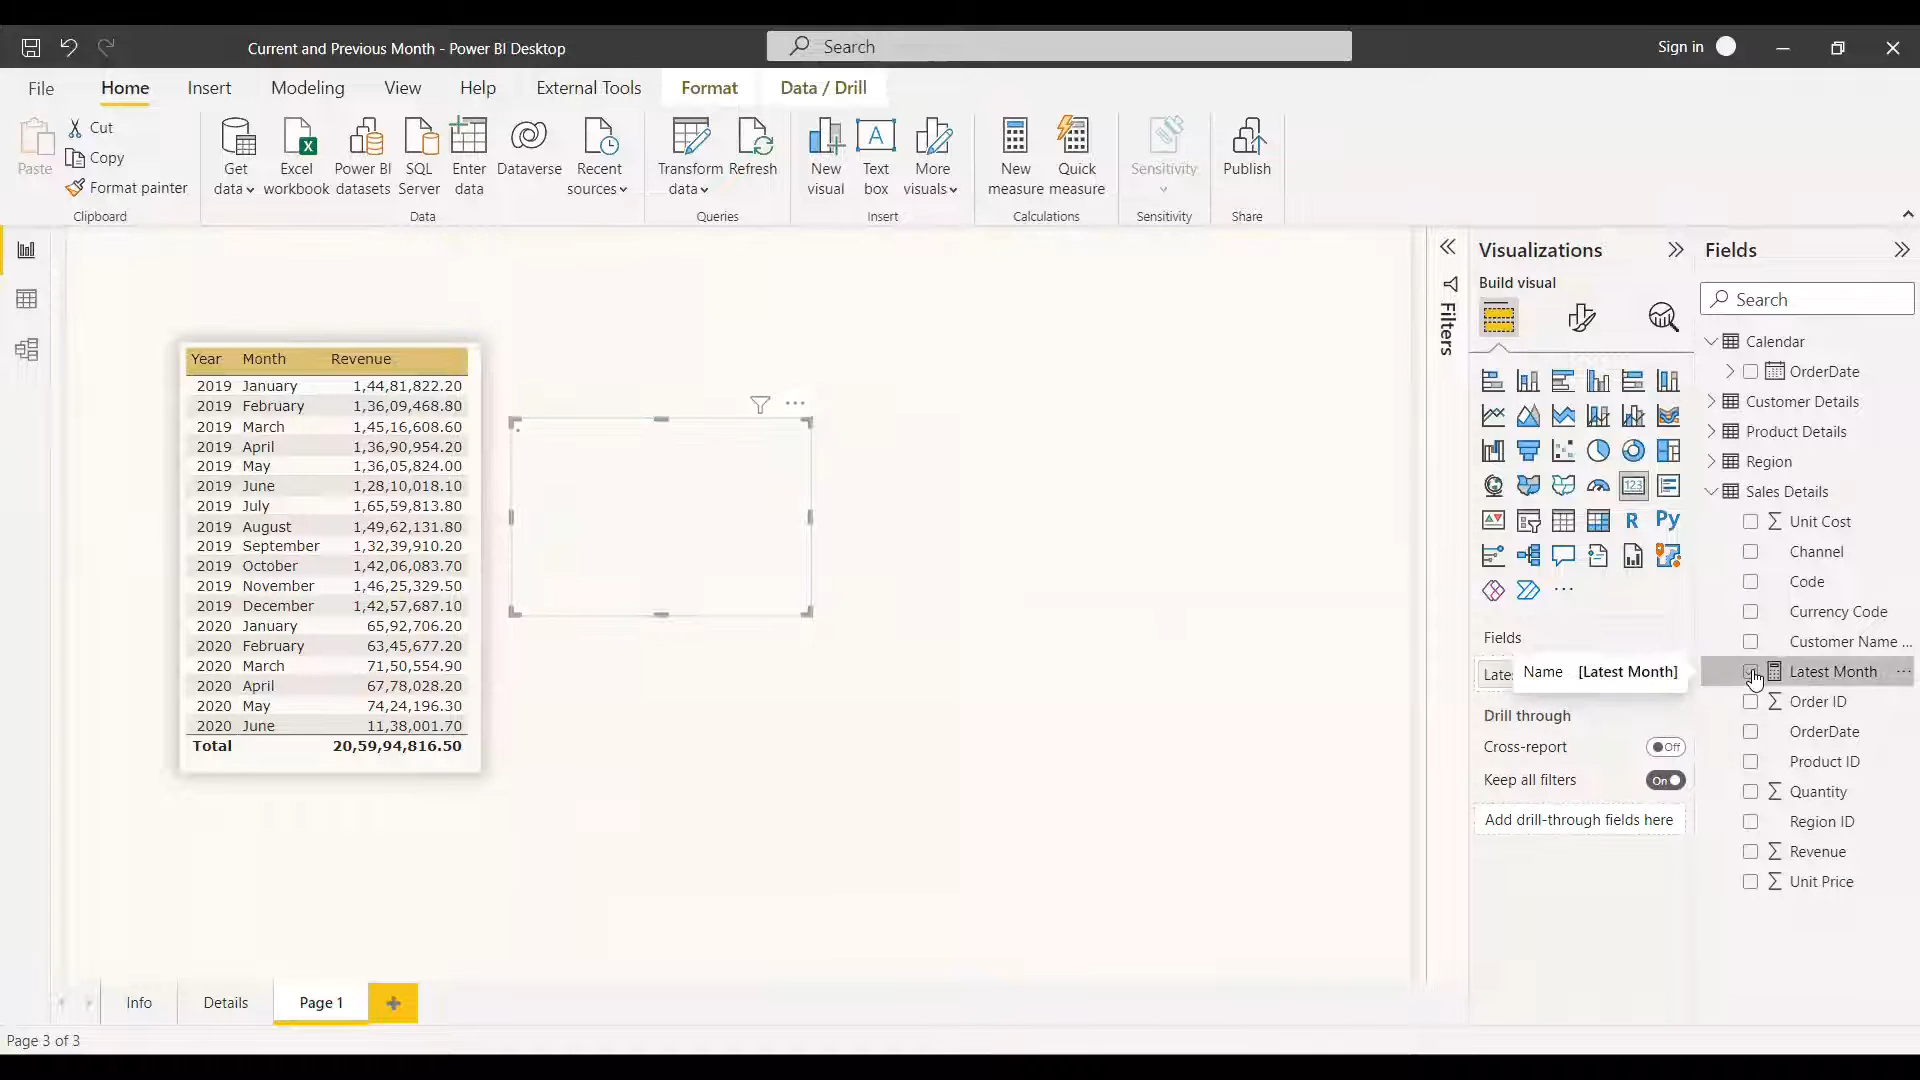 Current and Previous Month - Power BI Desktop
Search
Sign in
File Home Insert Modeling View Help External Tools Format Data / Drill
Paste
Cut
Copy
Format painter
Clipboard
Get data
Excel workbook
Power BI datasets
SQL Server
Enter data
Dataverse
Recent sources
Data
Transform data
Refresh
Queries
New visual
Text box
More visuals
Insert
New measure
Quick measure
Calculations
Sensitivity
Sensitivity
Publish
Share
Year Month Revenue
2019 January 1,44,81,822.20
2019 February 1,36,09,468.80
2019 March 1,45,16,608.60
2019 April 1,36,90,954.20
2019 May 1,36,05,824.00
2019 June 1,28,10,018.10
2019 July 1,65,59,813.80
2019 August 1,49,62,131.80
2019 September 1,32,39,910.20
2019 October 1,42,06,083.70
2019 November 1,46,25,329.50
2019 December 1,42,57,687.10
2020 January 65,92,706.20
2020 February 63,45,677.20
2020 March 71,50,554.90
2020 April 67,78,028.20
2020 May 74,24,196.30
2020 June 11,38,001.70
Total 20,59,94,816.50
Filters
Visualizations
Build visual
123
R
Py
Fields
Late
Name [Latest Month]
Drill through
Cross-report Off
Keep all filters On
Add drill-through fields here
Fields
Search
Calendar
OrderDate
Customer Details
Product Details
Region
Sales Details
Unit Cost
Channel
Code
Currency Code
Customer Name ...
Latest Month
Order ID
OrderDate
Product ID
Quantity
Region ID
Revenue
Unit Price
Info Details Page 1
Page 3 of 3